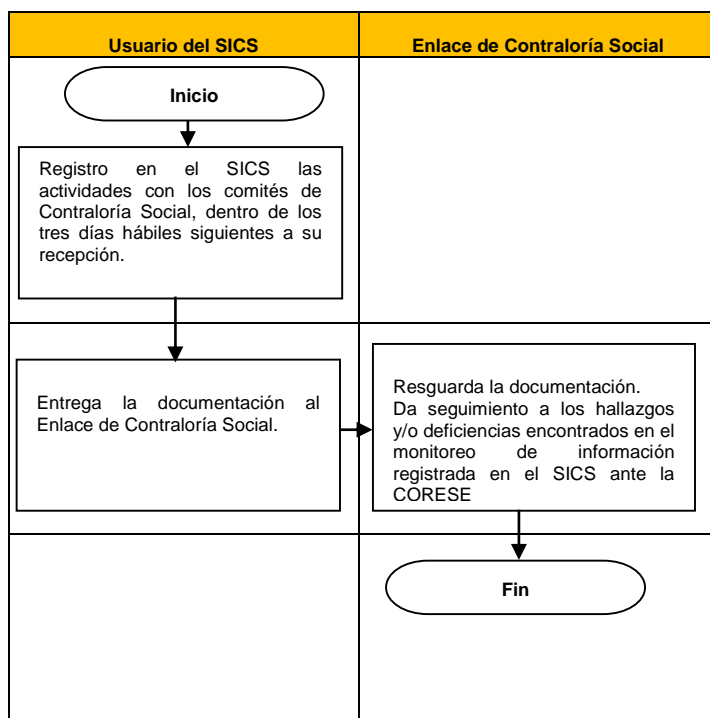 Usuario del SICS
Enlace de Contraloría Social
Inicio
Registro en el SICS las
actividades con los comités de
Contraloría Social, dentro de los
tres días hábiles siguientes a su
recepción.
Entrega la documentación al
Enlace de Contraloría Social.
Resguarda la documentación.
Da seguimiento a los hallazgos
y/o deficiencias encontrados en el
monitoreo de información
registrada en el SICS ante la
CORESE
Fin